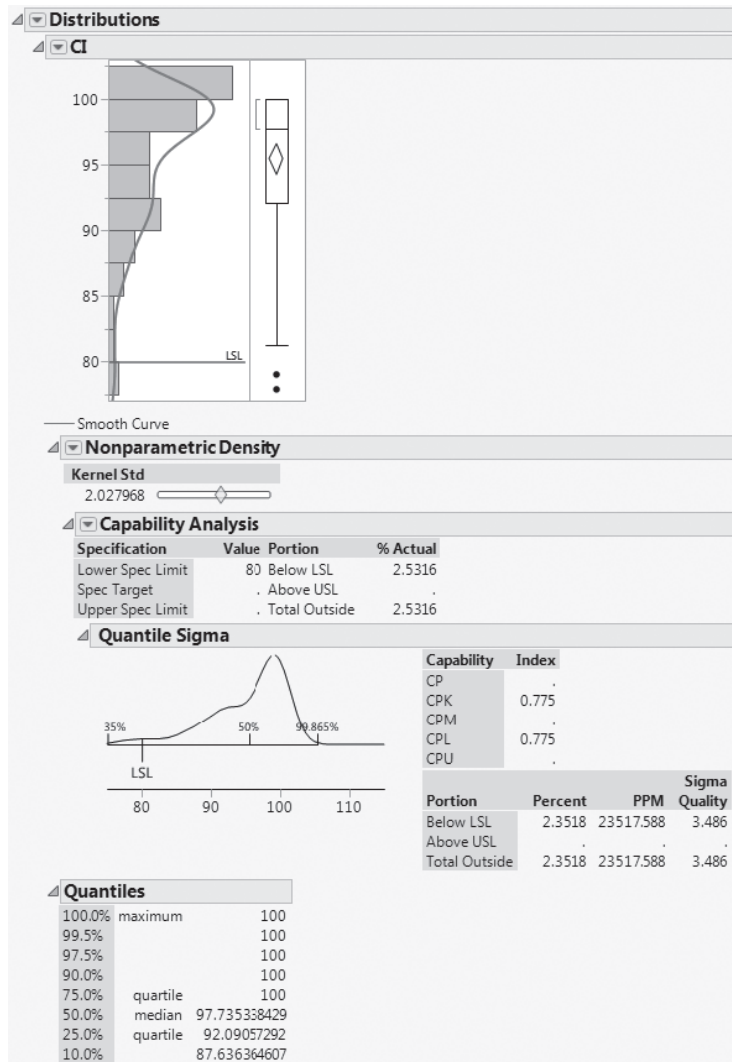 Distributions
CI
100
95
90
85
80
LSL
Smooth Curve
Nonparametric Density
Kernel Std
2.027968
Capability Analysis
Specification Value Portion % Actual
Lower Spec Limit 80 Below LSL 2.5316
Spec Target . Above USL .
Upper Spec Limit . Total Outside 2.5316
Quantile Sigma
35% 50% 99.865%
LSL
80 90 100 110
Capability Index
CP .
CPK 0.775
CPM .
CPL 0.775
CPU .
Sigma
Portion Percent PPM Quality
Below LSL 2.3518 23517.588 3.486
Above USL . . .
Total Outside 2.3518 23517.588 3.486
Quantiles
100.0% maximum 100
99.5% 100
97.5% 100
90.0% 100
75.0% quartile 100
50.0% median 97.735338429
25.0% quartile 92.09057292
10.0% 87.636364607